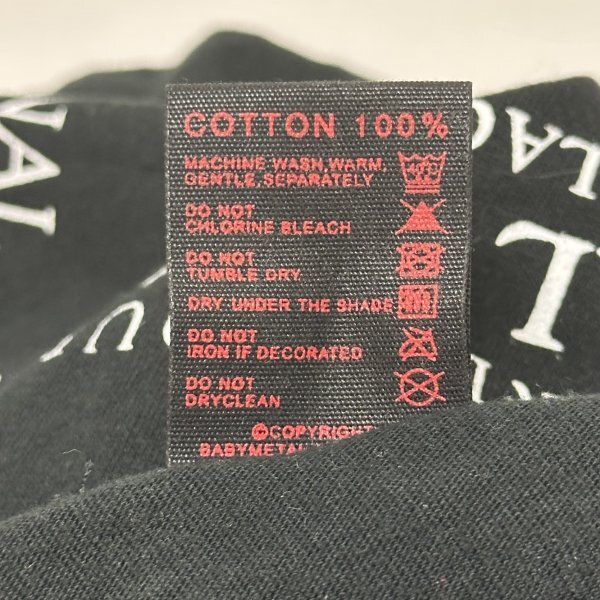 COTTON 100%
MACHINE WASH, WARM,
GENTLE, SEPARATELY
40°
DO NOT
CHLORINE BLEACH
DO NOT
TUMBLE DRY
DRY UNDER THE SHADE
DO NOT
IRON IF DECORATED
DO NOT
DRYCLEAN
©COPYRIGHT
BABYMETAL